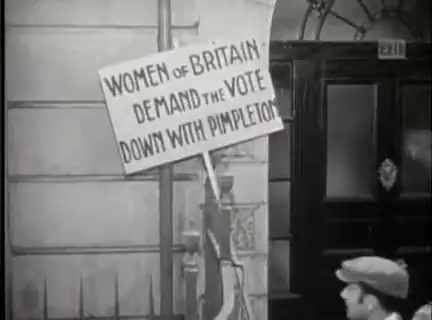 WOMEN OF BRITAIN
DEMAND THE VOTE
DOWN WITH PIMPLETON